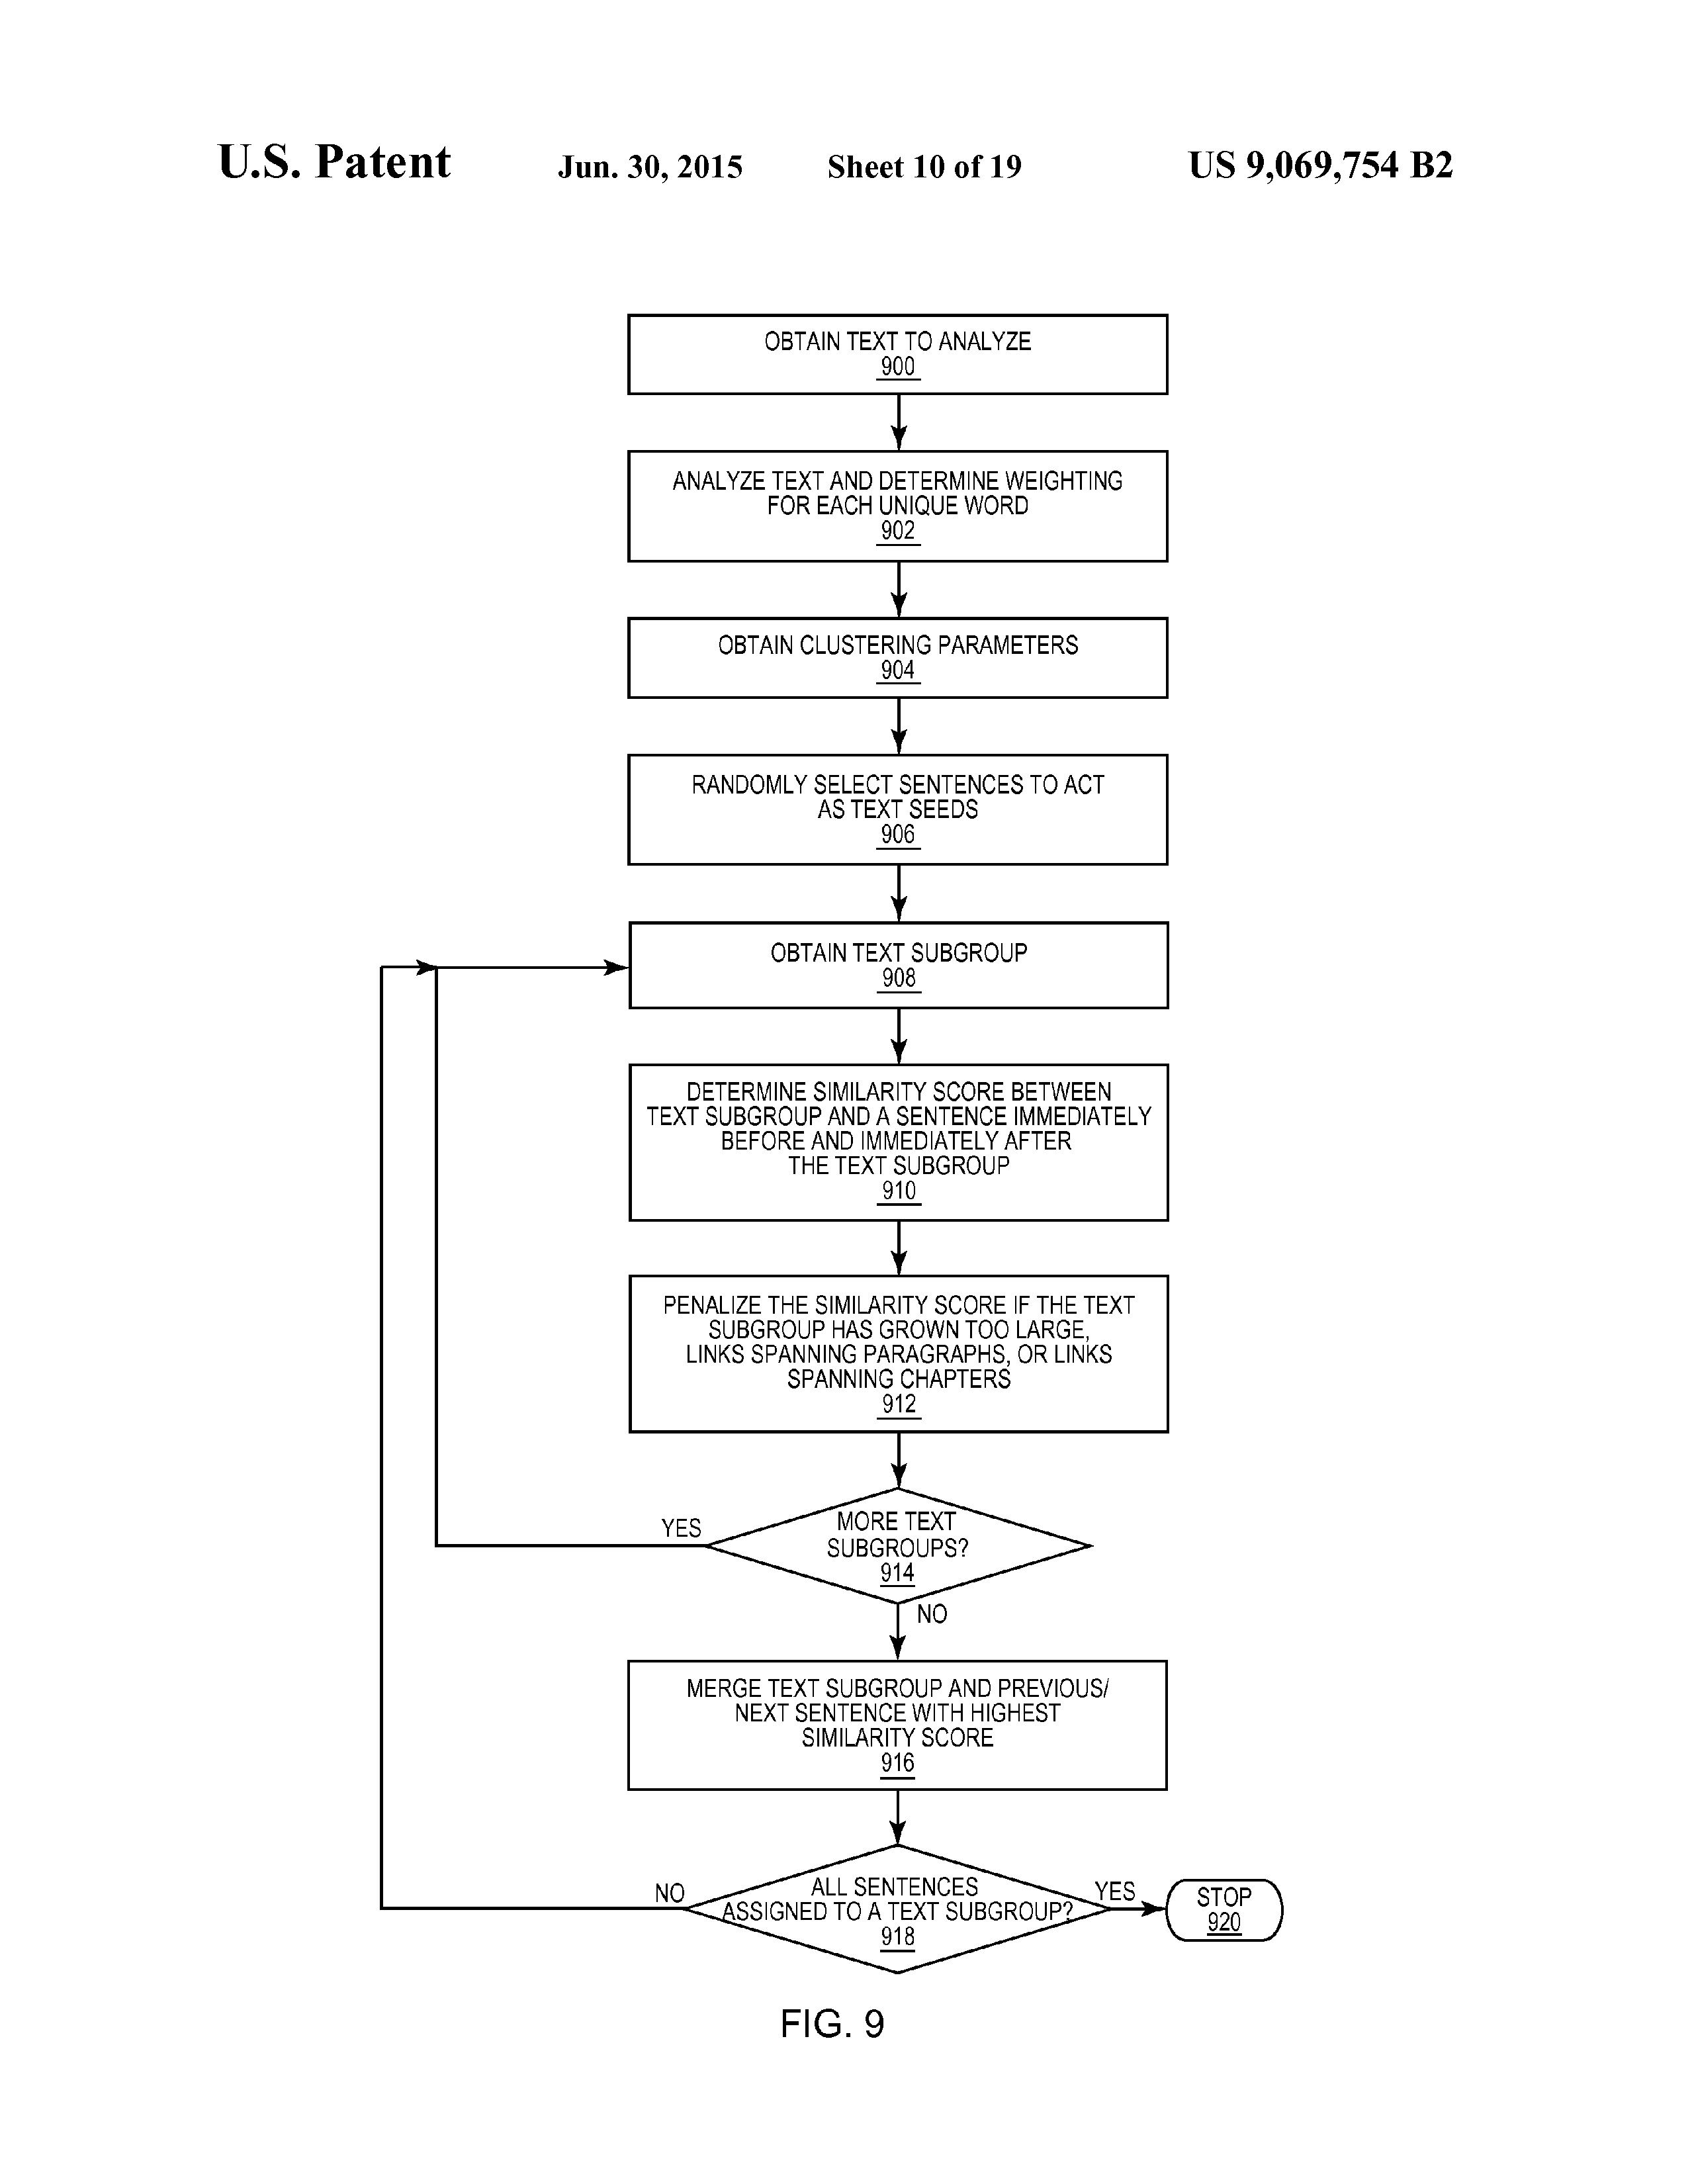 U.S. Patent Jun. 30, 2015 Sheet 10 of 19 US 9,069,754 B2
OBTAIN TEXT TO ANALYZE
900
ANALYZE TEXT AND DETERMINE WEIGHTING
FOR EACH UNIQUE WORD
902
OBTAIN CLUSTERING PARAMETERS
904
RANDOMLY SELECT SENTENCES TO ACT
AS TEXT SEEDS
906
OBTAIN TEXT SUBGROUP
908
DETERMINE SIMILARITY SCORE BETWEEN
TEXT SUBGROUP AND A SENTENCE IMMEDIATELY
BEFORE AND IMMEDIATELY AFTER
THE TEXT SUBGROUP
910
PENALIZE THE SIMILARITY SCORE IF THE TEXT
SUBGROUP HAS GROWN TOO LARGE,
LINKS SPANNING PARAGRAPHS, OR LINKS
SPANNING CHAPTERS
912
YES
MORE TEXT
SUBGROUPS?
914
NO
MERGE TEXT SUBGROUP AND PREVIOUS/
NEXT SENTENCE WITH HIGHEST
SIMILARITY SCORE
916
NO
ALL SENTENCES
ASSIGNED TO A TEXT SUBGROUP?
918
YES
STOP
920
FIG. 9